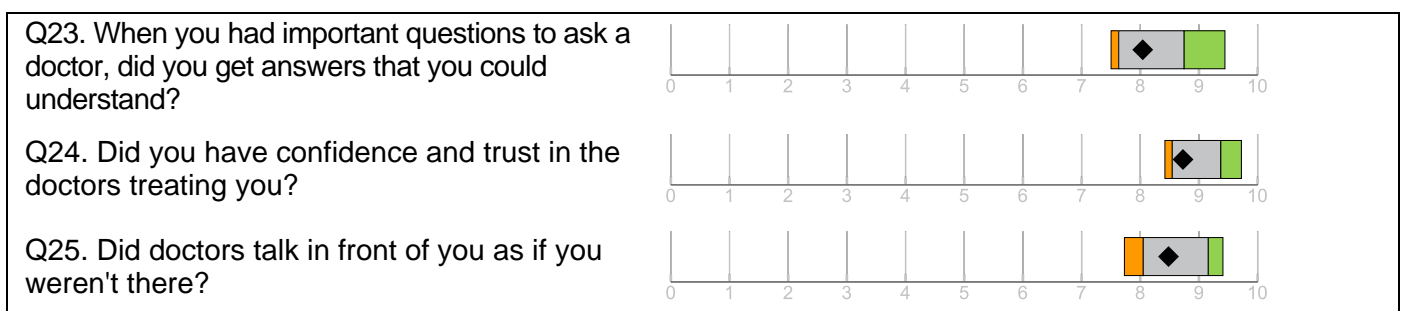 Q23. When you had important questions to ask a
doctor, did you get answers that you could
understand?
0 1 2 3 4 5 6 7 8 9 10
Q24. Did you have confidence and trust in the
doctors treating you?
0 1 2 3 4 5 6 7 8 9 10
Q25. Did doctors talk in front of you as if you
weren't there?
0 1 2 3 4 5 6 7 8 9 10